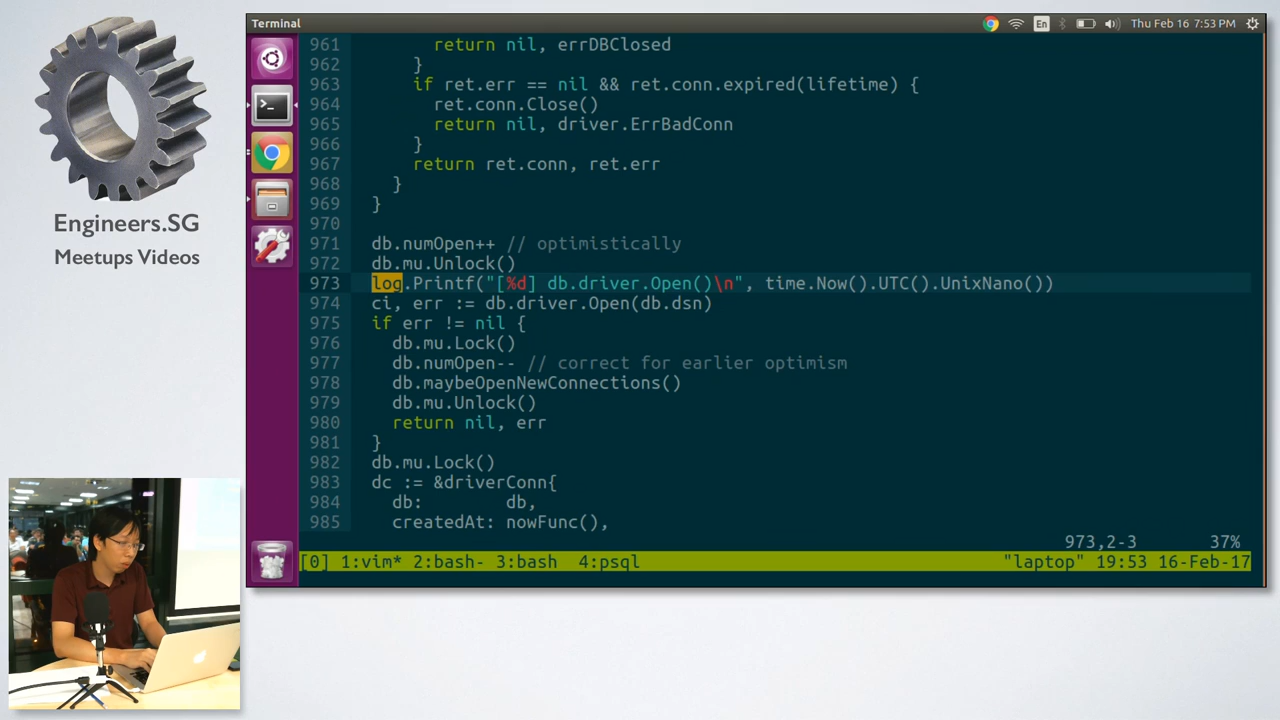 Terminal
En
Thu Feb 16 7:53 PM
961 return nil, errDBClosed
962 }
963 if ret.err == nil && ret.conn.expired(lifetime) {
964 ret.conn.Close()
965 return nil, driver.ErrBadConn
966 }
967 return ret.conn, ret.err
968 }
969 }
970
971 db.numOpen++ // optimistically
972 db.mu.Unlock()
973 log.Printf("[%d] db.driver.Open()\n", time.Now().UTC().UnixNano())
974 ci, err := db.driver.Open(db.dsn)
975 if err != nil {
976 db.mu.Lock()
977 db.numOpen-- // correct for earlier optimism
978 db.maybeOpenNewConnections()
979 db.mu.Unlock()
980 return nil, err
981 }
982 db.mu.Lock()
983 dc := &driverConn{
984 db: db,
985 createdAt: nowFunc(),
973,2-3 37%
[0] 1:vim* 2:bash- 3:bash 4:psql "laptop" 19:53 16-Feb-17
Engineers.SG
Meetups Videos